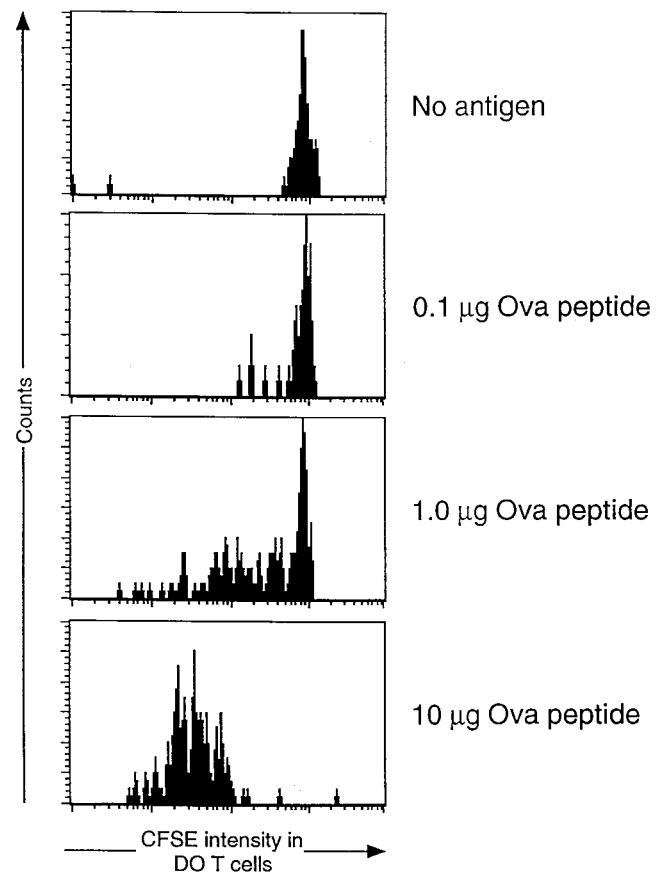 No antigen
0.1 µg Ova peptide
1.0 µg Ova peptide
10 µg Ova peptide
Counts
CFSE intensity in
DO T cells